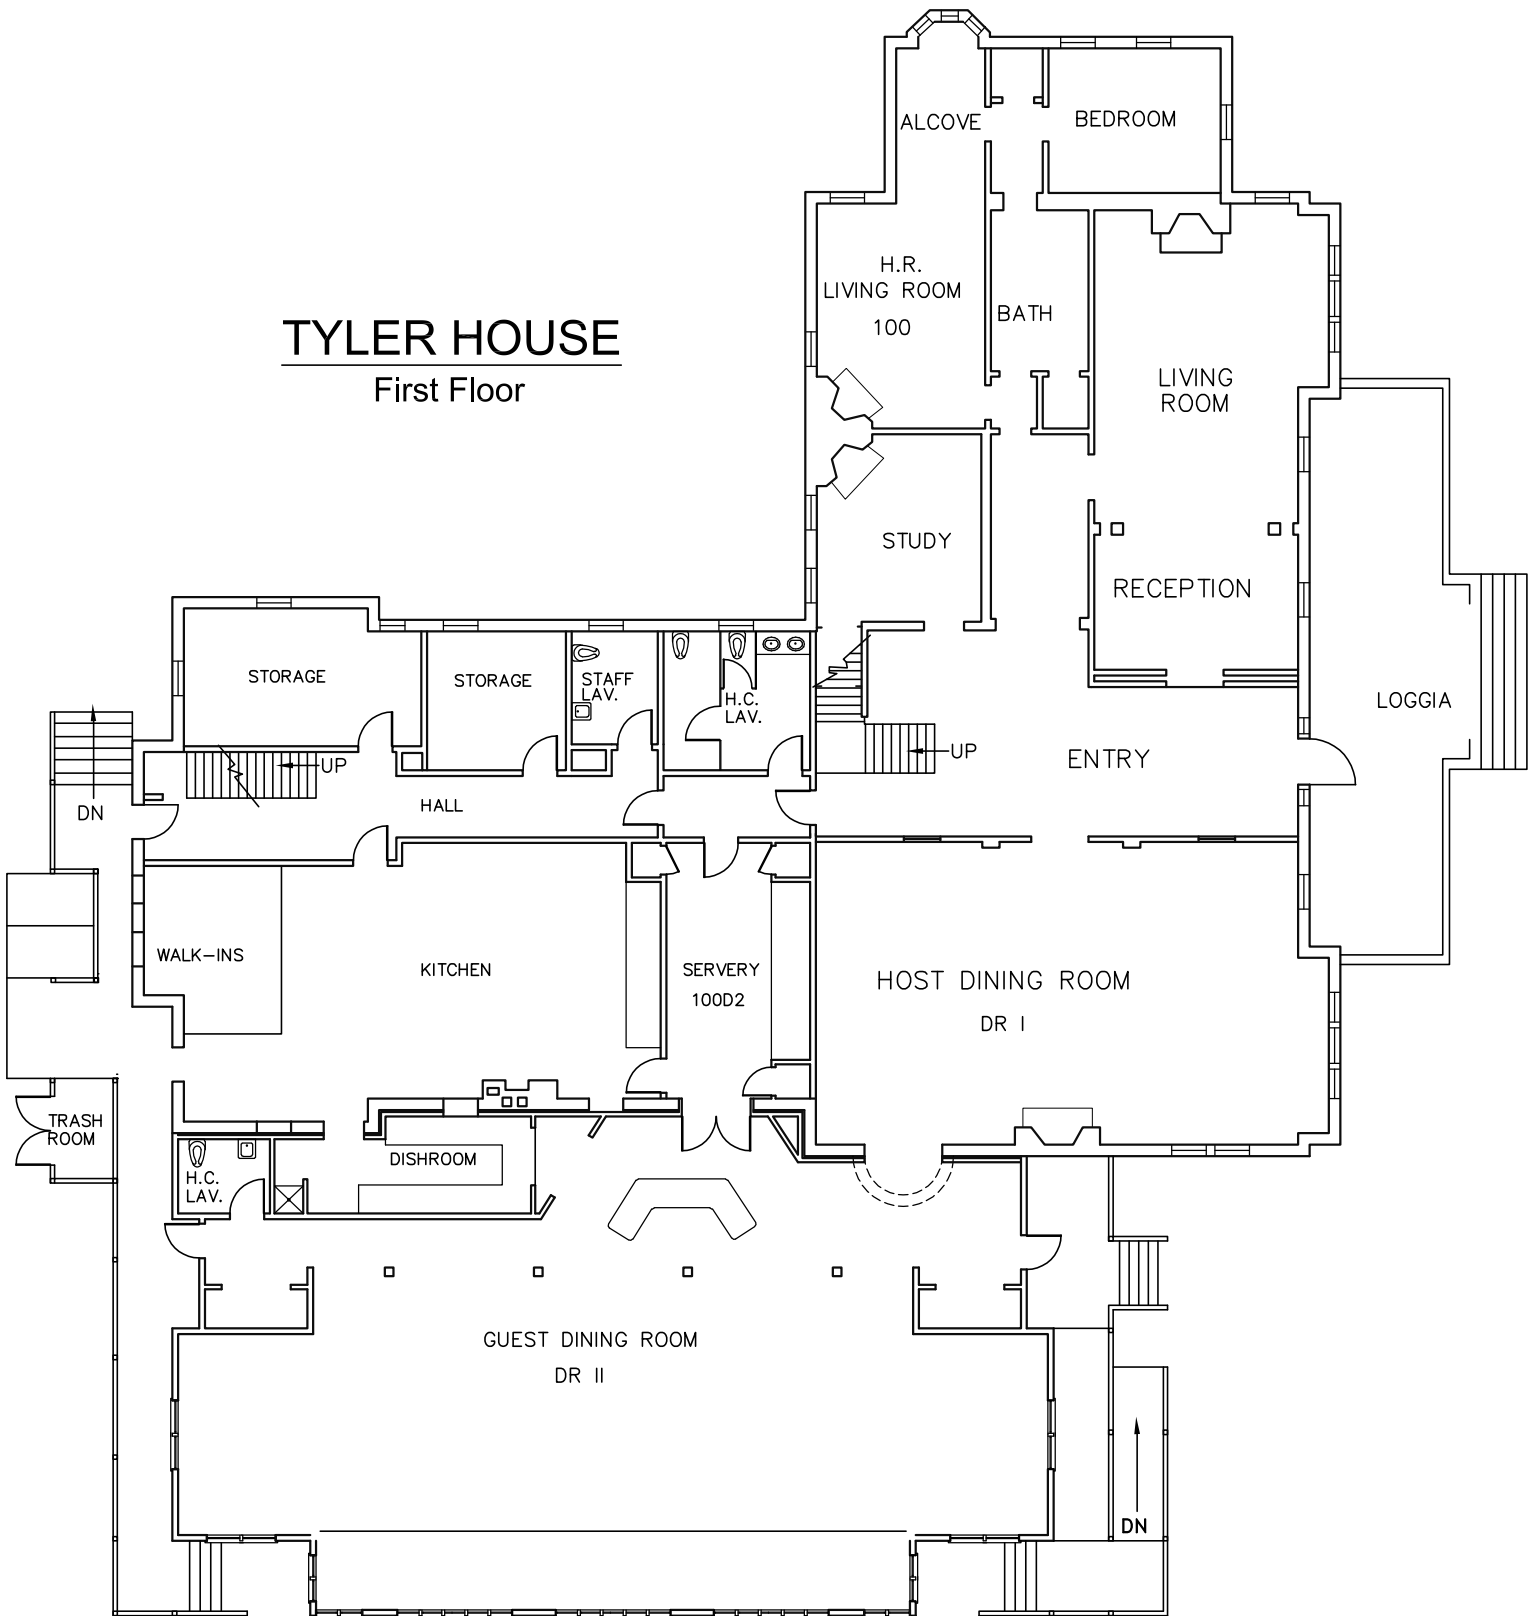 ALCOVE
BEDROOM
H.R.
LIVING ROOM
100
BATH
TYLER HOUSE
First Floor
LIVING
ROOM
STUDY
RECEPTION
STORAGE
STORAGE
STAFF
LAV.
H.C.
LAV.
LOGGIA
UP
UP
ENTRY
DN
HALL
WALK-INS
KITCHEN
SERVERY
100D2
HOST DINING ROOM
DR I
TRASH
ROOM
DISHROOM
H.C.
LAV.
GUEST DINING ROOM
DR II
DN